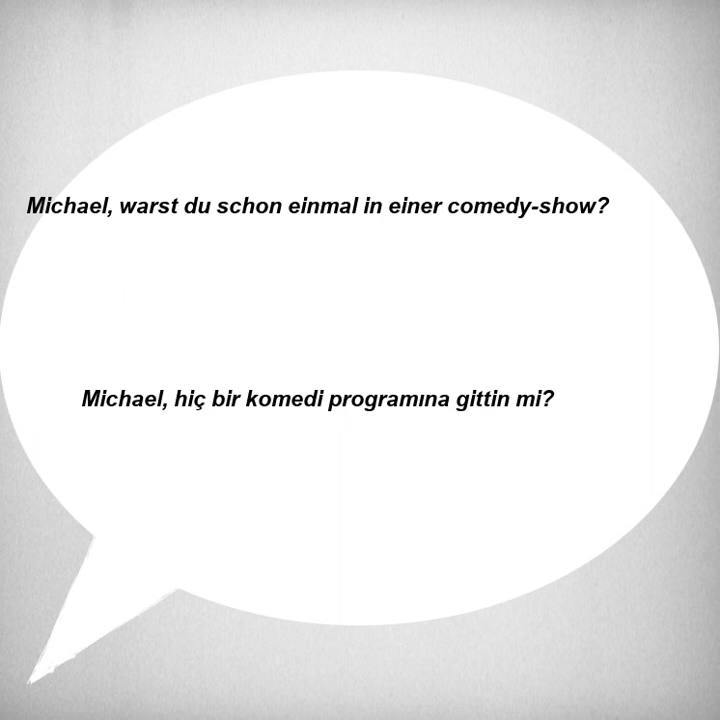 Michael, warst du schon einmal in einer comedy-show?
Michael, hiç bir komedi programına gittin mi?